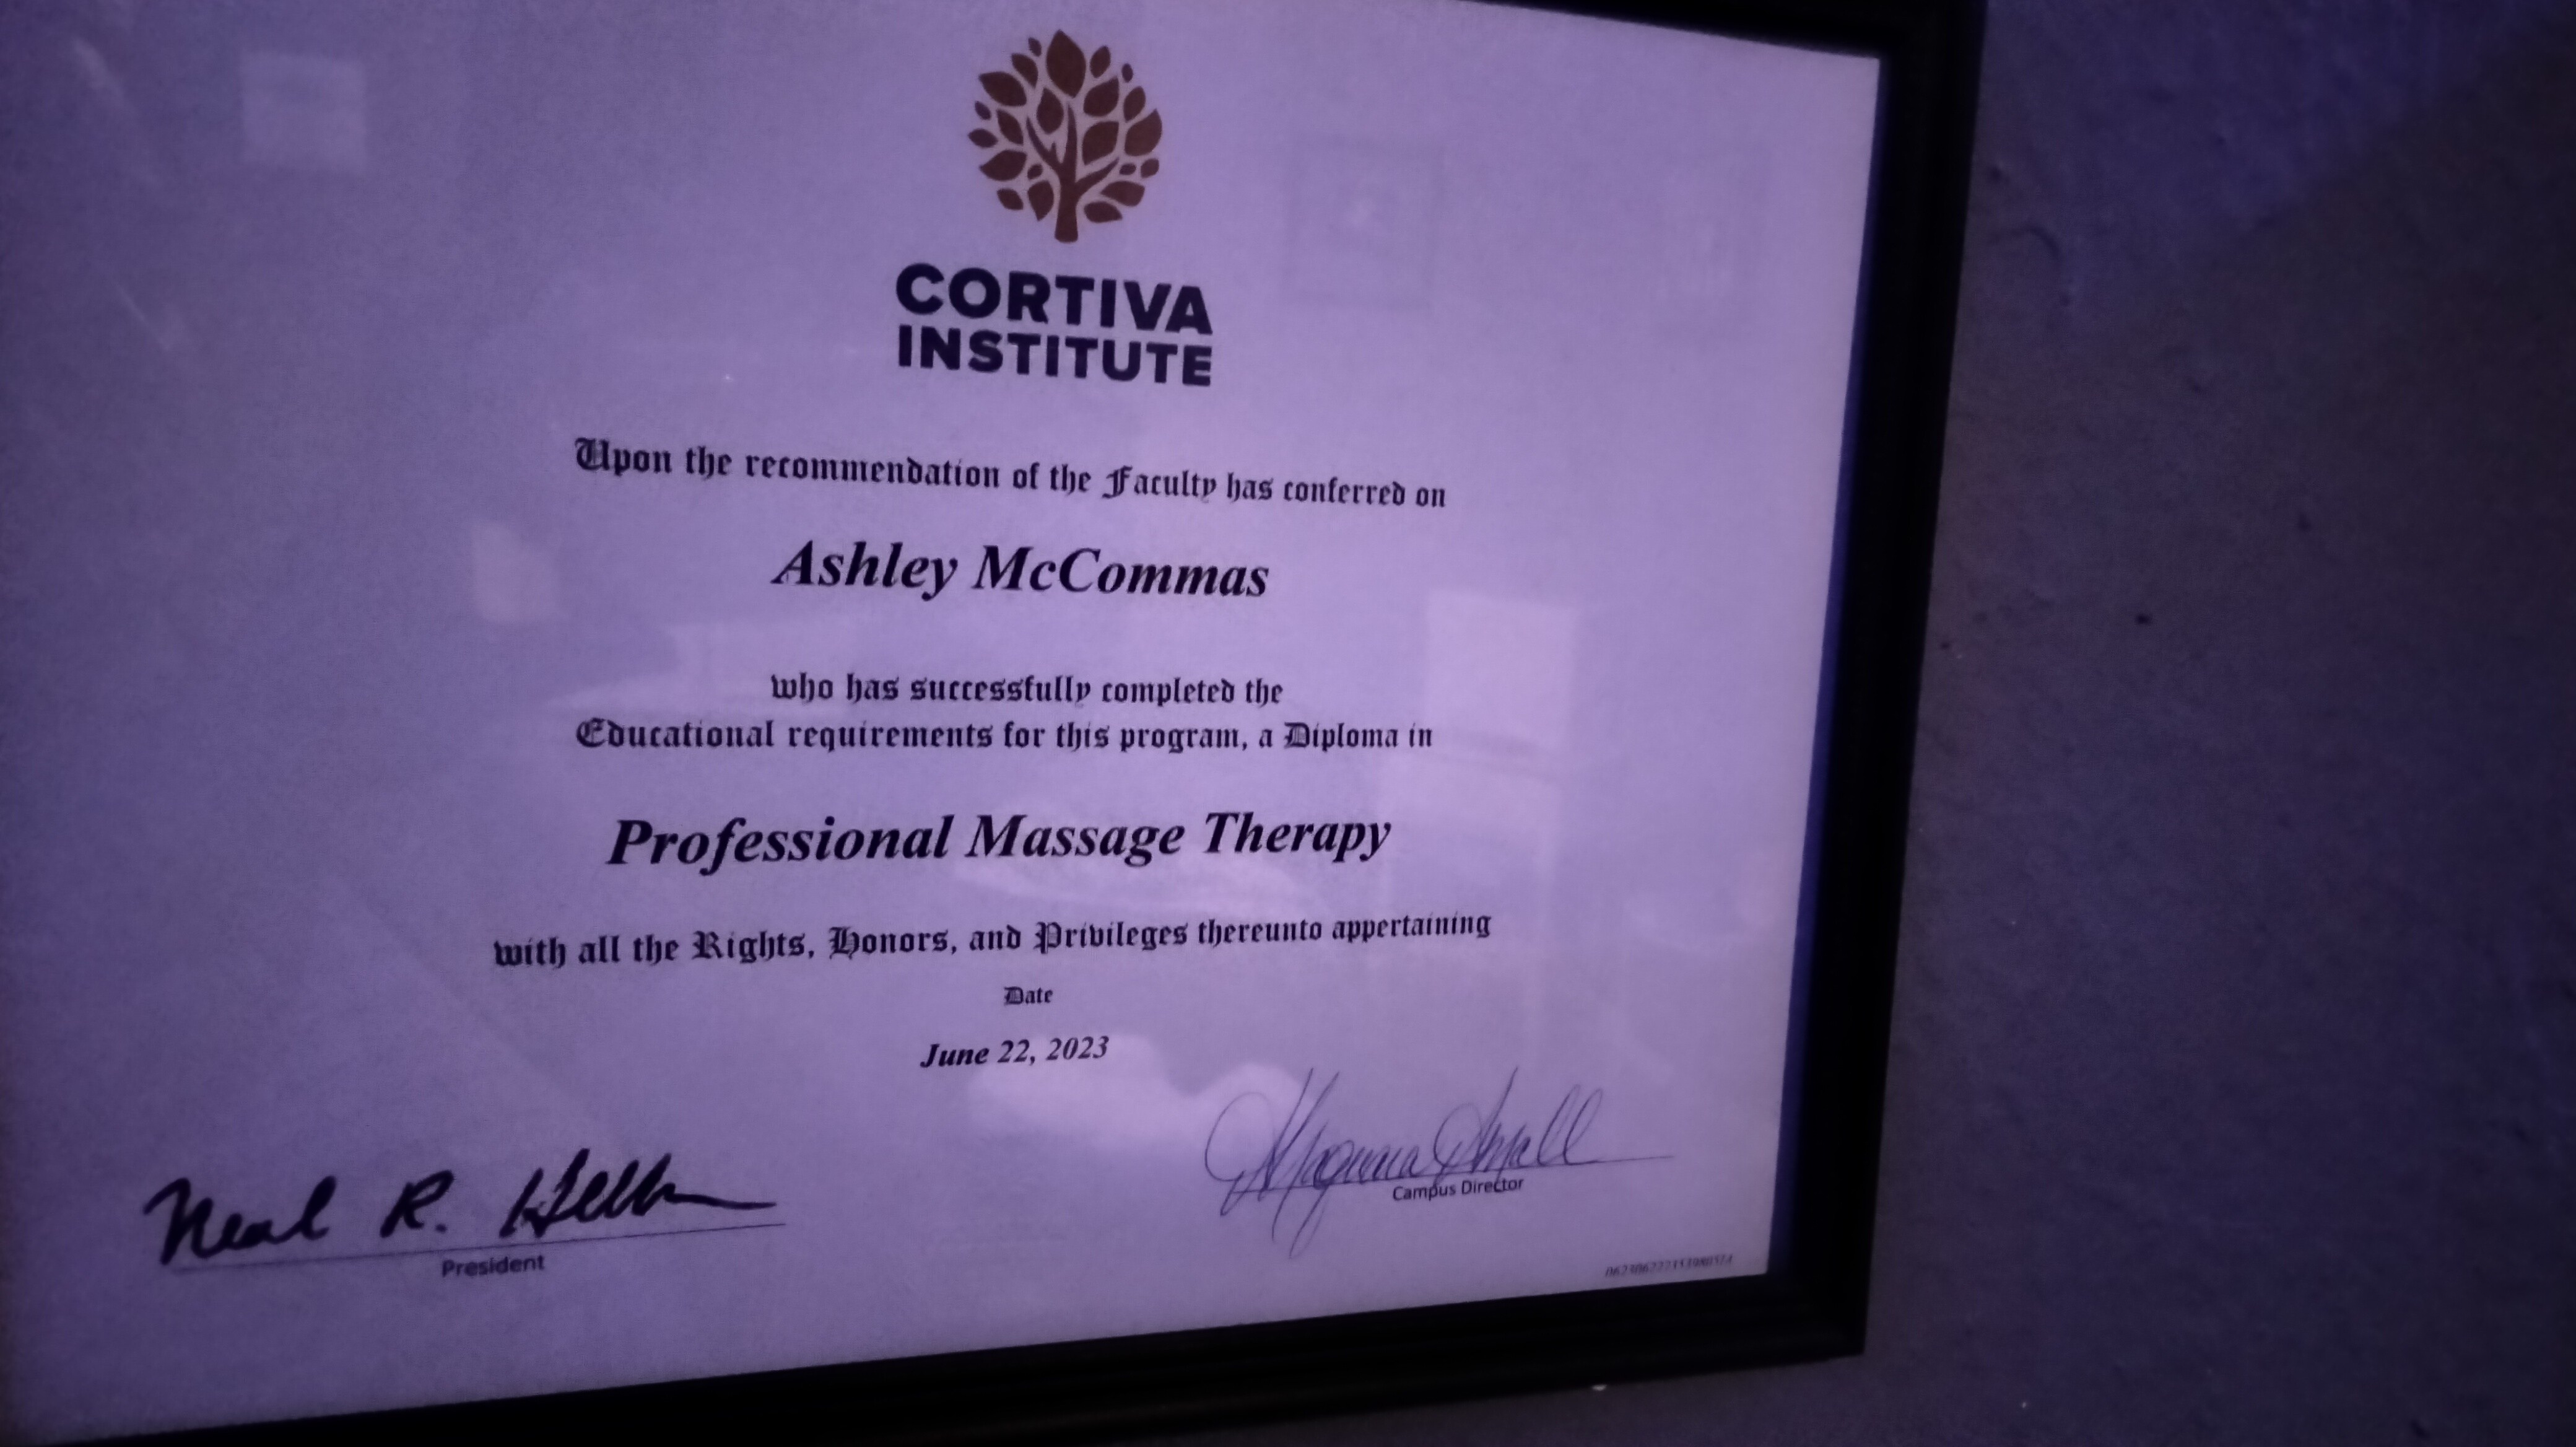 CORTIVA
INSTITUTE
Upon the recommendation of the Faculty has conferred on
Ashley McCommas
who has successfully completed the
Educational requirements for this program, a Diploma in
Professional Massage Therapy
with all the Rights, Honors, and Privileges thereunto appertaining
Date
June 22, 2023
Neal R.
President
Campus Director